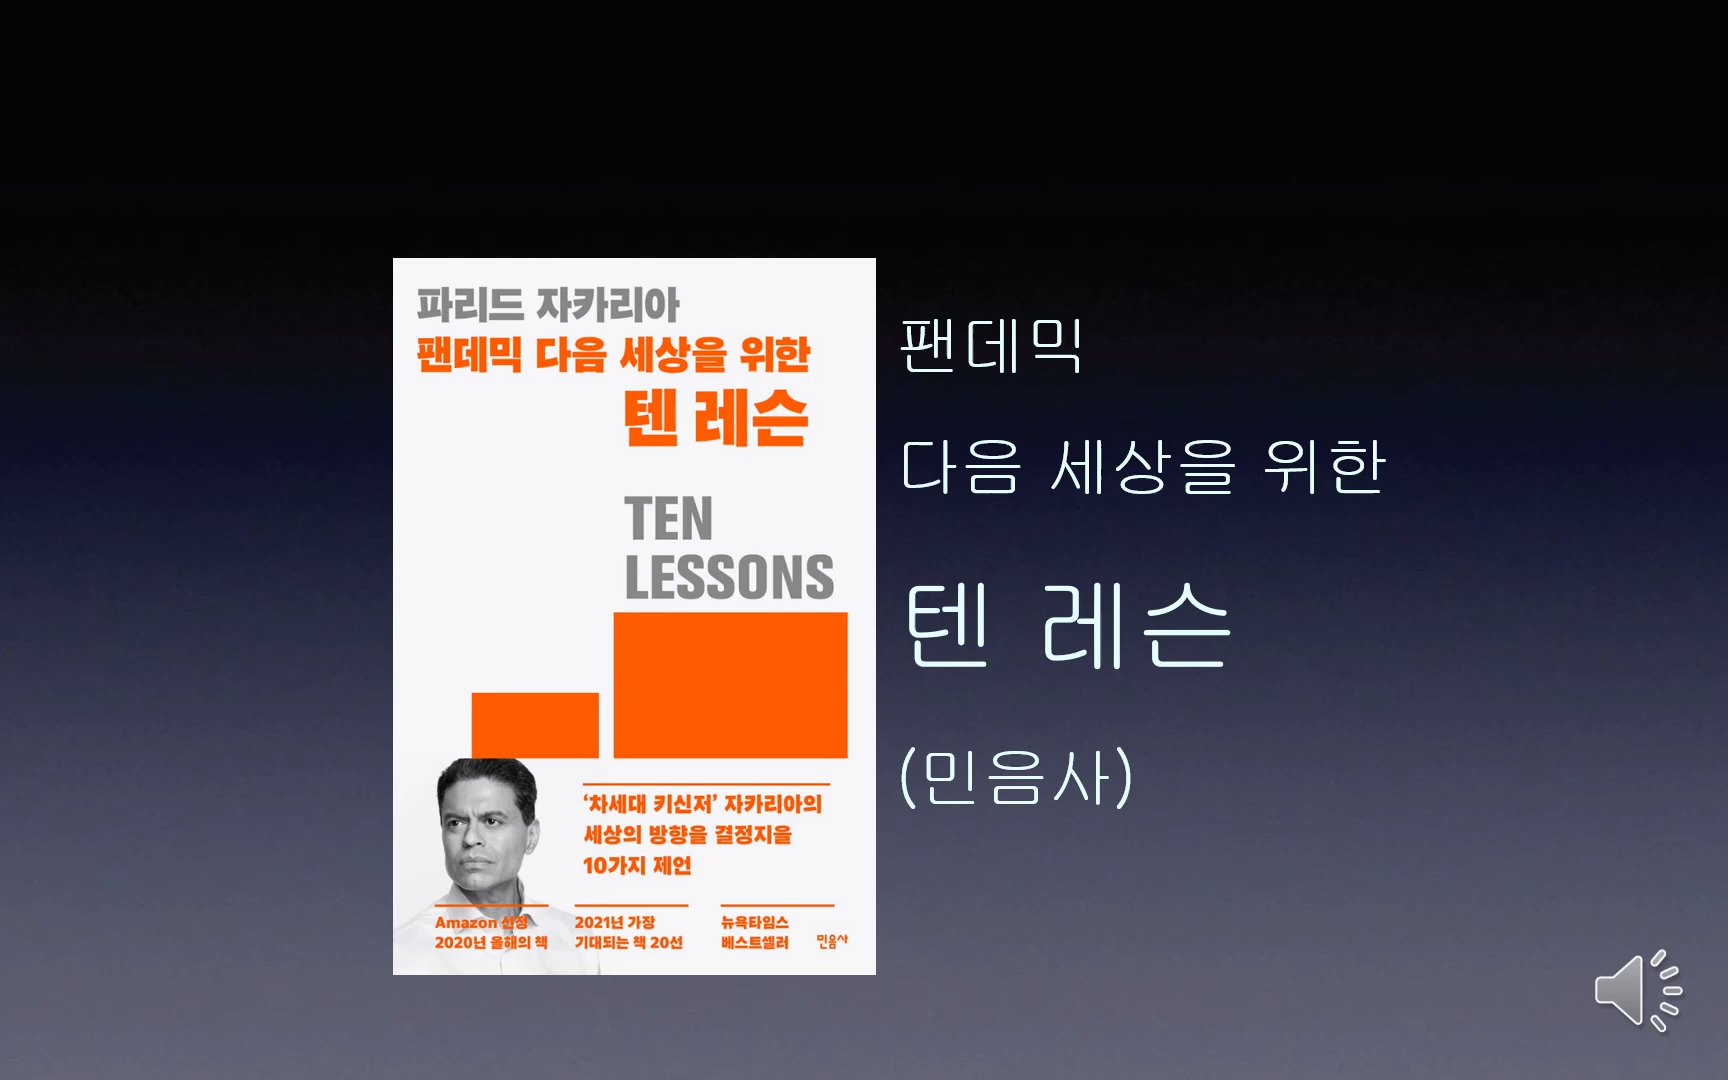 파리드 자카리아
팬데믹 다음 세상을 위한
텐 레슨
TEN
LESSONS
‘차세대 키신저’ 자카리아의
세상의 방향을 결정지을
10가지 제언
Amazon 선정
2020년 올해의 책
2021년 가장
기대되는 책 20선
뉴욕타임스
베스트셀러
민음사
팬데믹
다음 세상을 위한
텐 레슨
(민음사)